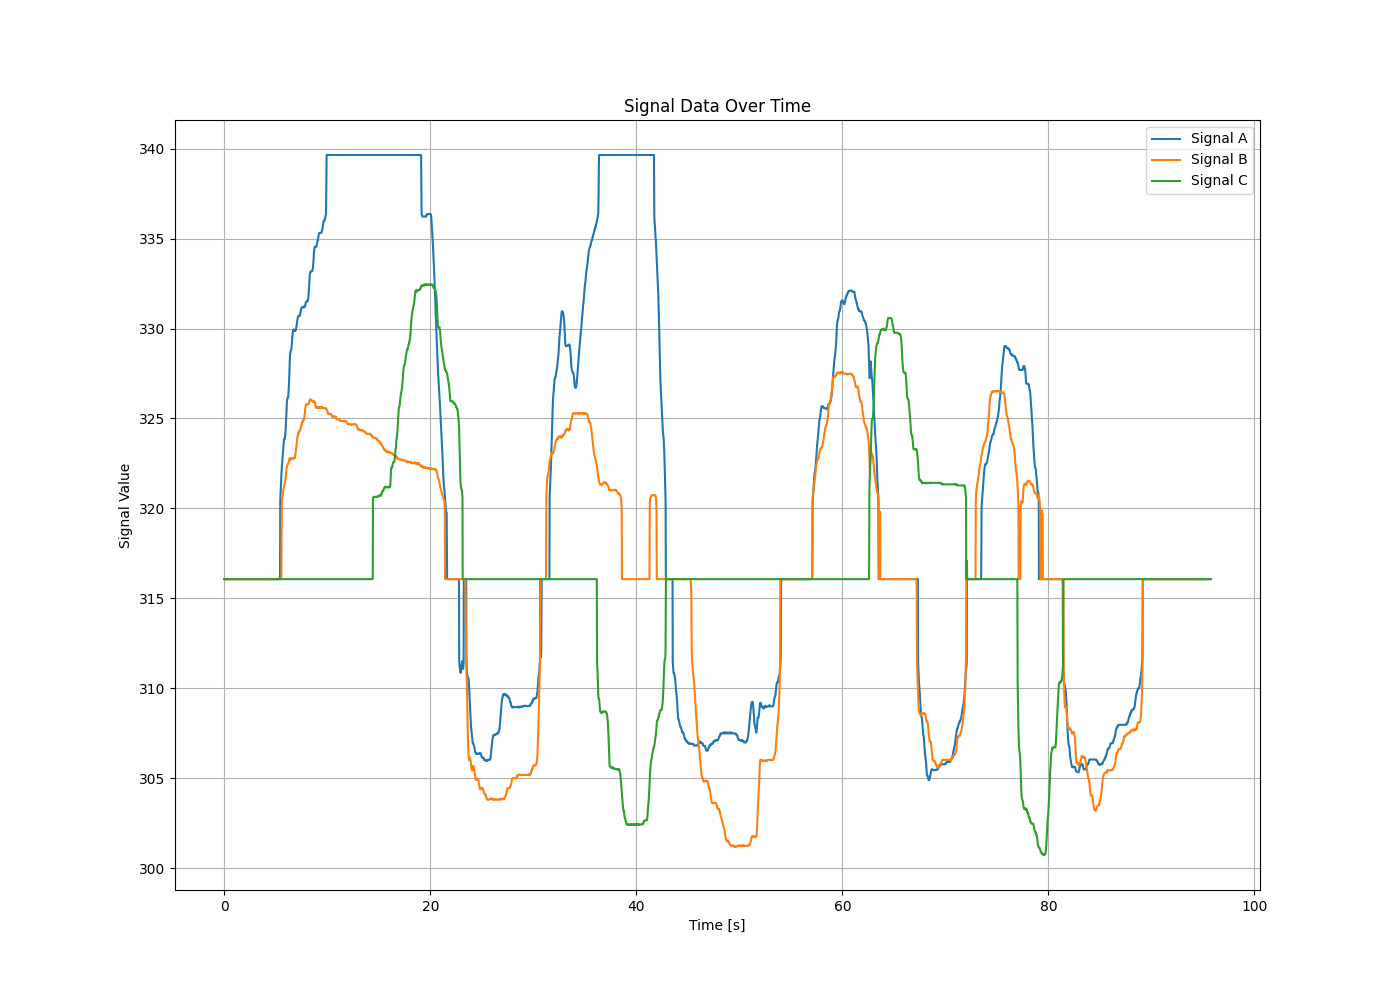 Signal Data Over Time
Signal A
Signal B
Signal C
340
335
330
325
320
315
310
305
300
Signal Value
0 20 40 60 80 100
Time [s]